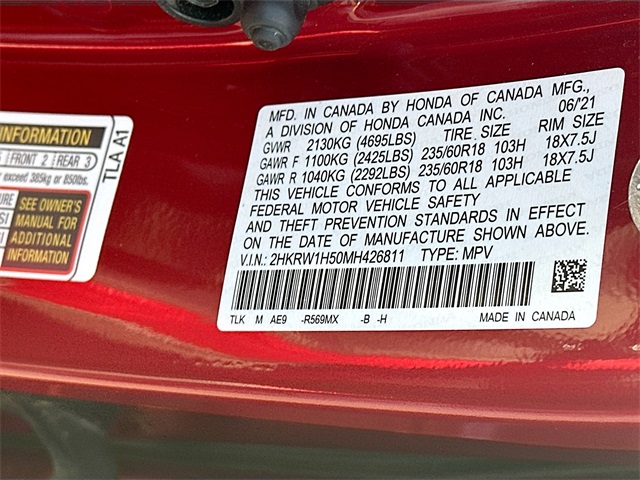 INFORMATION
FRONT 2 | REAR 3
exceed 385kg or 850lbs.
SEE OWNER'S
MANUAL FOR
ADDITIONAL
INFORMATION
TLA A1
MFD. IN CANADA BY HONDA OF CANADA MFG.,
A DIVISION OF HONDA CANADA INC. 06/21
GVWR 2130KG (4695LBS) TIRE SIZE RIM SIZE
GAWR F 1100KG (2425LBS) 235/60R18 103H 18X7.5J
GAWR R 1040KG (2292LBS) 235/60R18 103H 18X7.5J
THIS VEHICLE CONFORMS TO ALL APPLICABLE
FEDERAL MOTOR VEHICLE SAFETY
AND THEFT PREVENTION STANDARDS IN EFFECT
ON THE DATE OF MANUFACTURE SHOWN ABOVE.
V.I.N.: 2HKRW1H50MH426811 TYPE: MPV
TLK M AE9 -R569MX -B -H MADE IN CANADA